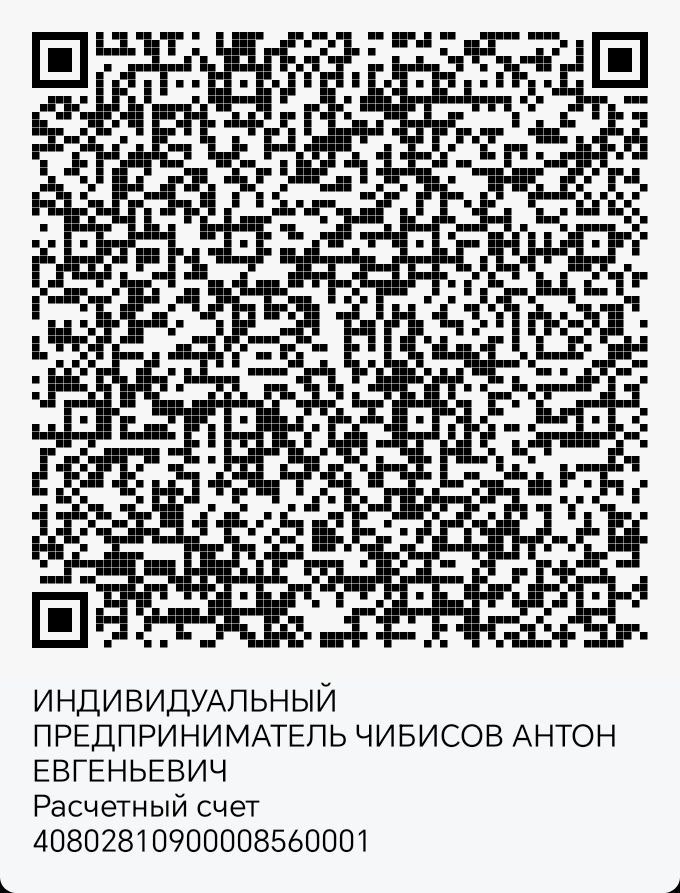 ИНДИВИДУАЛЬНЫЙ
ПРЕДПРИНИМАТЕЛЬ ЧИБИСОВ АНТОН
ЕВГЕНЬЕВИЧ
Расчетный счет
40802810900008560001